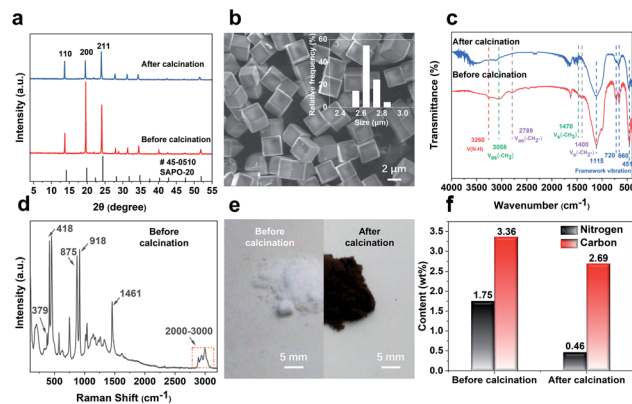 a
110
200
211
After calcination
Before calcination
# 45-0510
SAPO-20
Intensity (a.u.)
5 10 15 20 25 30 35 40 45 50 55
2θ (degree)
b
Relative frequency (%)
60
40
20
0
2.4 2.6 2.8 3.0
Size (μm)
2 μm
c
After calcination
Before calcination
Transmittance (%)
3260
V(N-H)
3058
Vas(-CH3)
2789
Vas(-CH2-)
1470
1400
1115
720
660
451
Framework vibration
4000 3500 3000 2500 2000 1500 1000 500
Wavenumber (cm-1)
d
Before
calcination
418
918
875
1461
379
2000-3000
Intensity (a.u.)
500 1000 1500 2000 2500 3000
Raman Shift (cm-1)
e
Before
calcination
After
calcination
5 mm
5 mm
f
Nitrogen
Carbon
3.36
1.75
2.69
0.46
Content (wt%)
3.5
3.0
2.5
2.0
1.5
1.0
0.5
0.0
Before calcination
After calcination